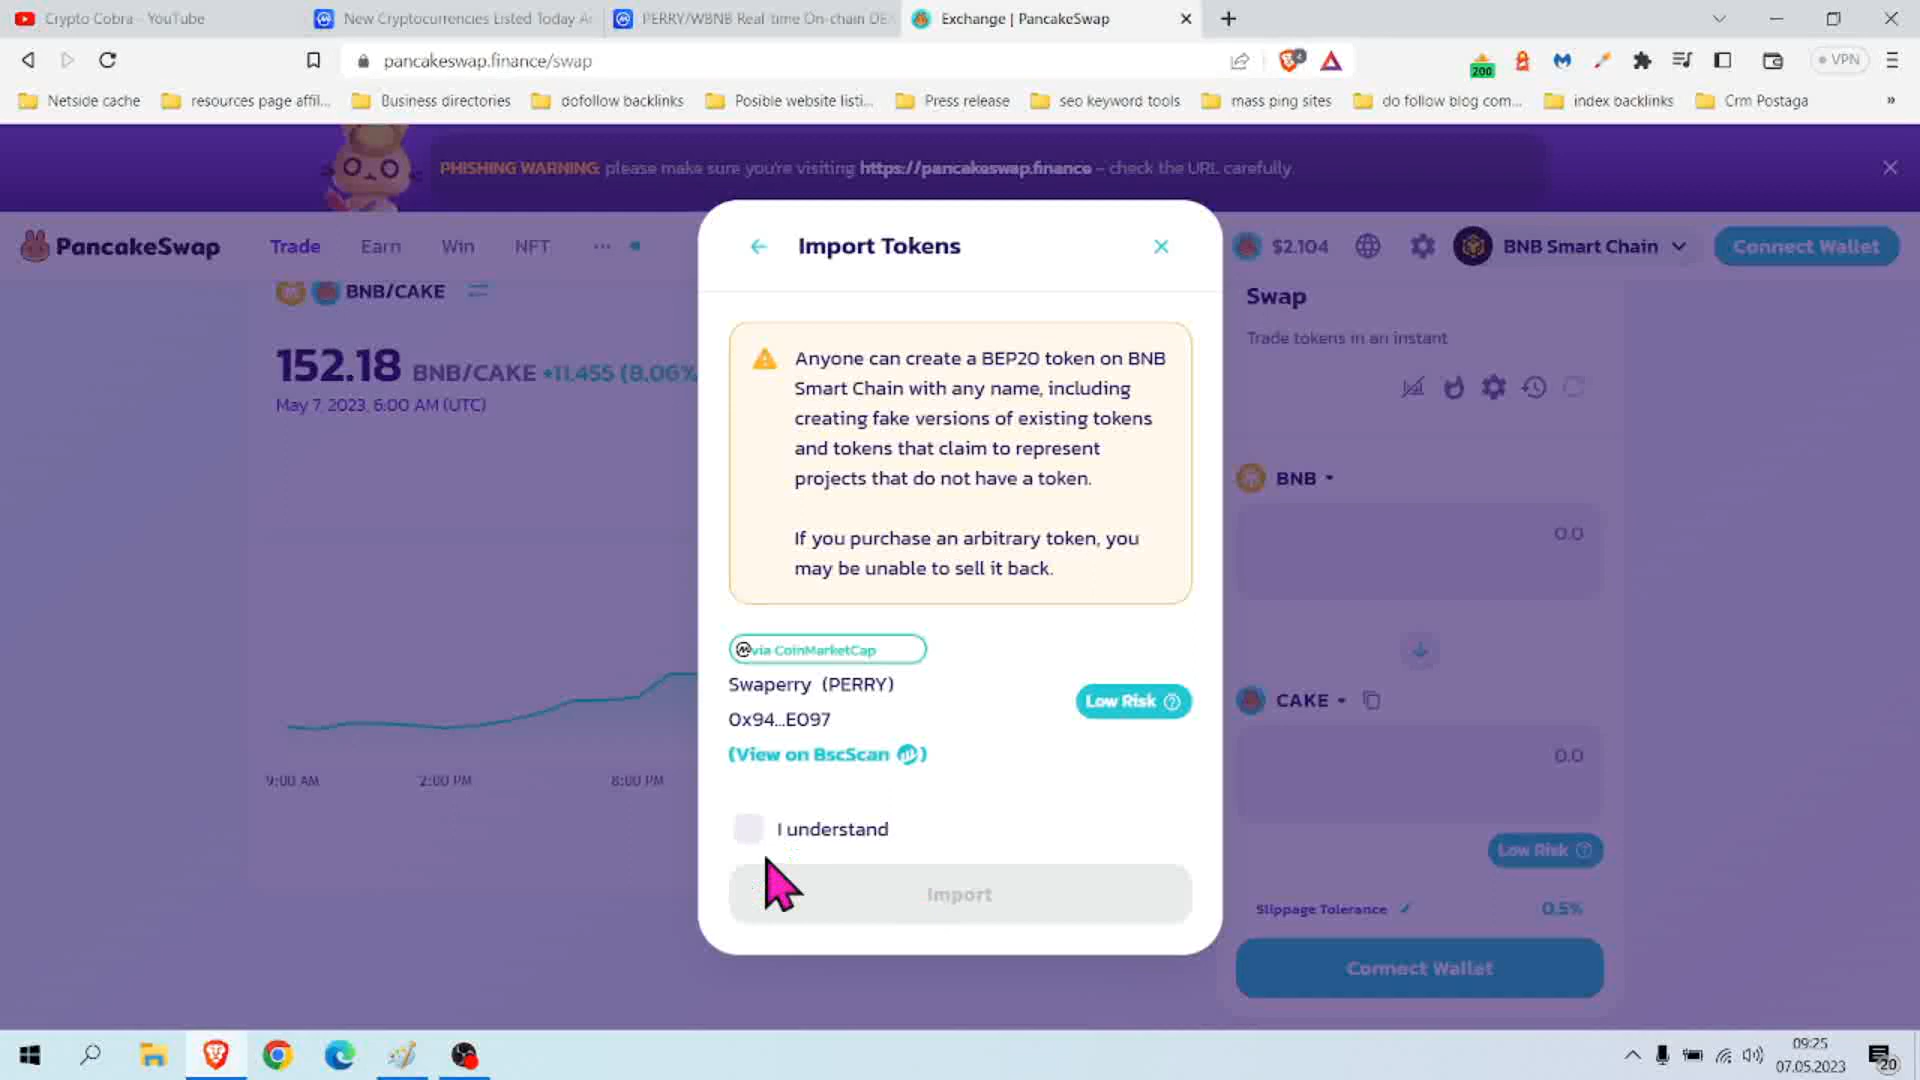 Crypto Cobra - YouTube
New Cryptocurrencies Listed Today A
PERRY/WBNB Real-time On-chain DE
Exchange | PancakeSwap
pancakeswap.finance/swap
4
200
VPN
Netside cache
resources page affil...
Business directories
dofollow backlinks
Posible website listi...
Press release
seo keyword tools
mass ping sites
do follow blog com...
index backlinks
Crm Postaga
»
PHISHING WARNING: please make sure you're visiting https://pancakeswap.finance - check the URL carefully.
PancakeSwap
Trade
Earn
Win
NFT
...
$2.104
BNB Smart Chain
Connect Wallet
BNB/CAKE
152.18 BNB/CAKE +11.455 (8.06%
May 7, 2023, 6:00 AM (UTC)
9:00 AM
2:00 PM
8:00 PM
Import Tokens
Anyone can create a BEP20 token on BNB
Smart Chain with any name, including
creating fake versions of existing tokens
and tokens that claim to represent
projects that do not have a token.
If you purchase an arbitrary token, you
may be unable to sell it back.
via CoinMarketCap
Swaperry (PERRY)
0x94...E097
(View on BscScan )
Low Risk
I understand
Import
Swap
Trade tokens in an instant
BNB
0.0
CAKE
0.0
Low Risk
Slippage Tolerance
0.5%
Connect Wallet
09:25
07.05.2023
20